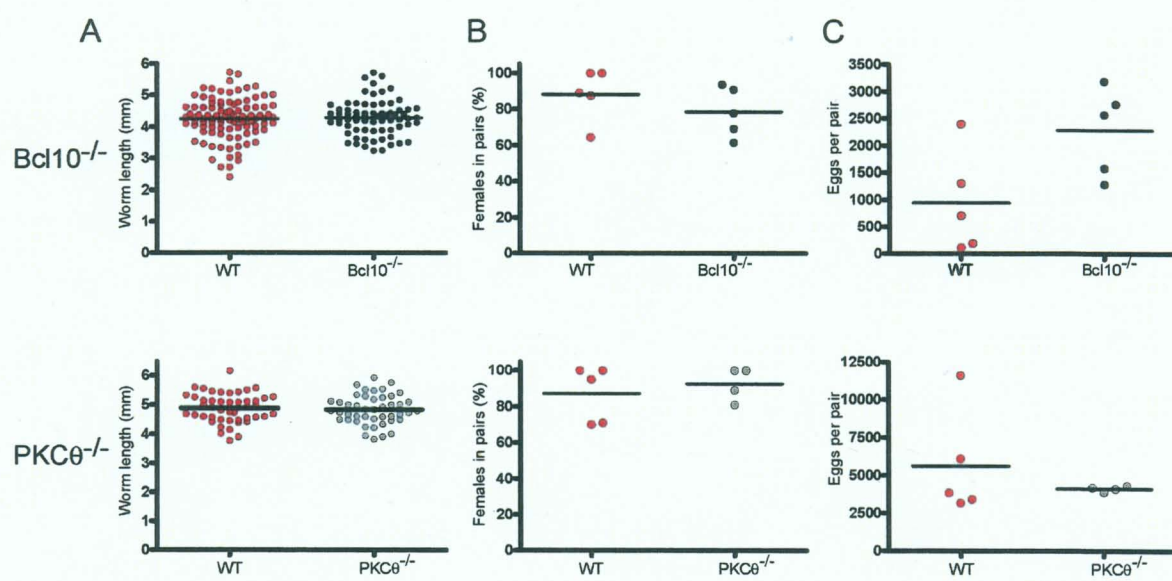 A
B
C
Bcl10-/-
Worm length (mm)
6
5
4
3
2
1
0
WT
Bcl10-/-
Females in pairs (%)
100
80
60
40
20
0
WT
Bcl10-/-
Eggs per pair
3500
3000
2500
2000
1500
1000
500
0
WT
Bcl10-/-
PKCθ-/-
Worm length (mm)
6
5
4
3
2
1
0
WT
PKCθ-/-
Females in pairs (%)
100
80
60
40
20
0
WT
PKCθ-/-
Eggs per pair
12500
10000
7500
5000
2500
0
WT
PKCθ-/-